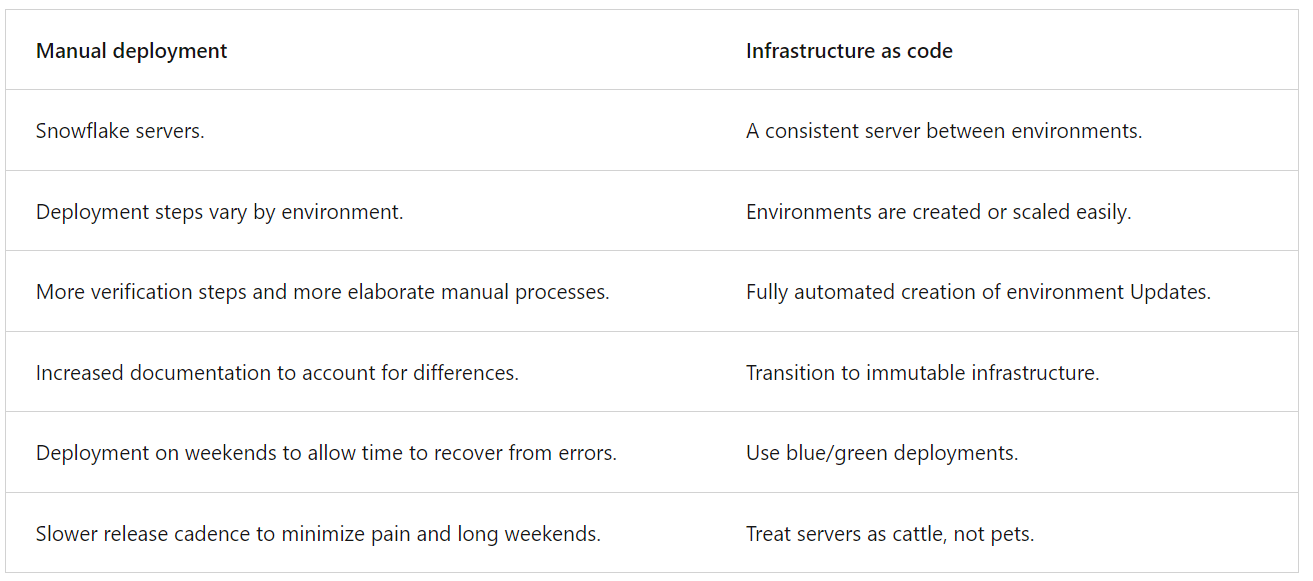 Manual deployment Infrastructure as code
Snowflake servers. A consistent server between environments.
Deployment steps vary by environment. Environments are created or scaled easily.
More verification steps and more elaborate manual processes. Fully automated creation of environment Updates.
Increased documentation to account for differences. Transition to immutable infrastructure.
Deployment on weekends to allow time to recover from errors. Use blue/green deployments.
Slower release cadence to minimize pain and long weekends. Treat servers as cattle, not pets.